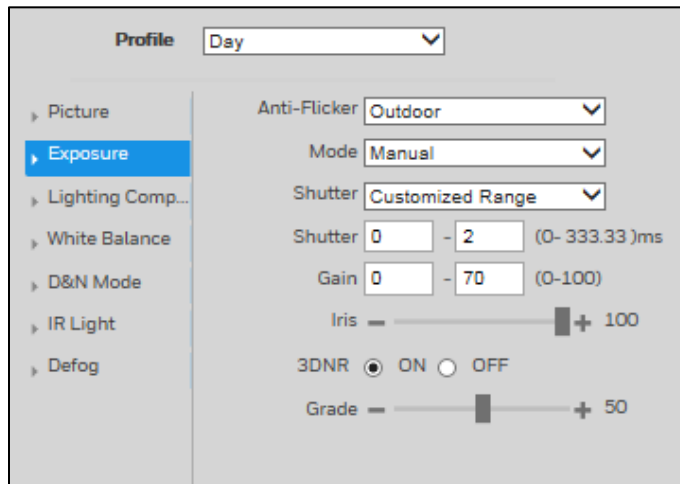 Profile Day
Picture
Exposure
Lighting Comp...
White Balance
D&N Mode
IR Light
Defog
Anti-Flicker Outdoor
Mode Manual
Shutter Customized Range
Shutter 0 - 2 (0- 333.33 )ms
Gain 0 - 70 (0-100)
Iris 100
3DNR ON OFF
Grade 50